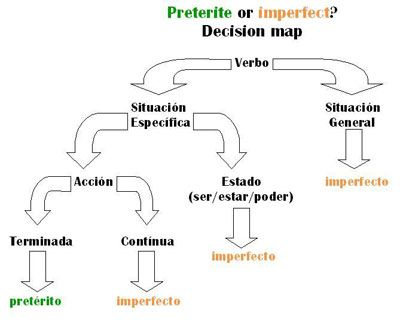 Preterite or imperfect?
Decision map
Verbo
Situación
Específica
Situación
General
Acción
Estado
(ser/estar/poder)
imperfecto
Terminada
Contínua
imperfecto
pretérito
imperfecto